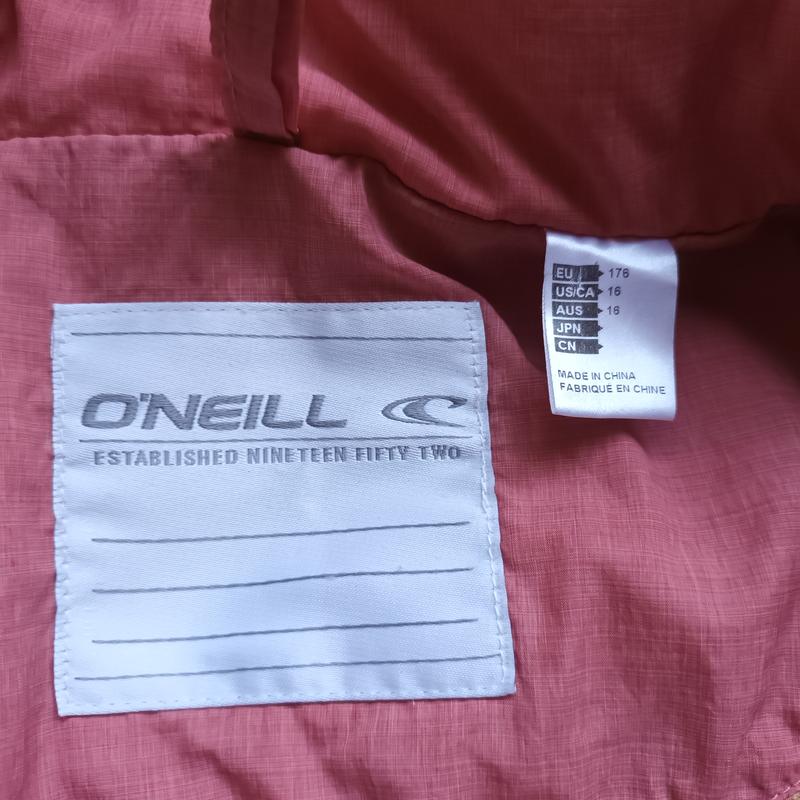 O'NEILL
ESTABLISHED NINETEEN FIFTY TWO
EU 176
US/CA 16
AUS 16
JPN
CN
MADE IN CHINA
FABRIQUÉ EN CHINE